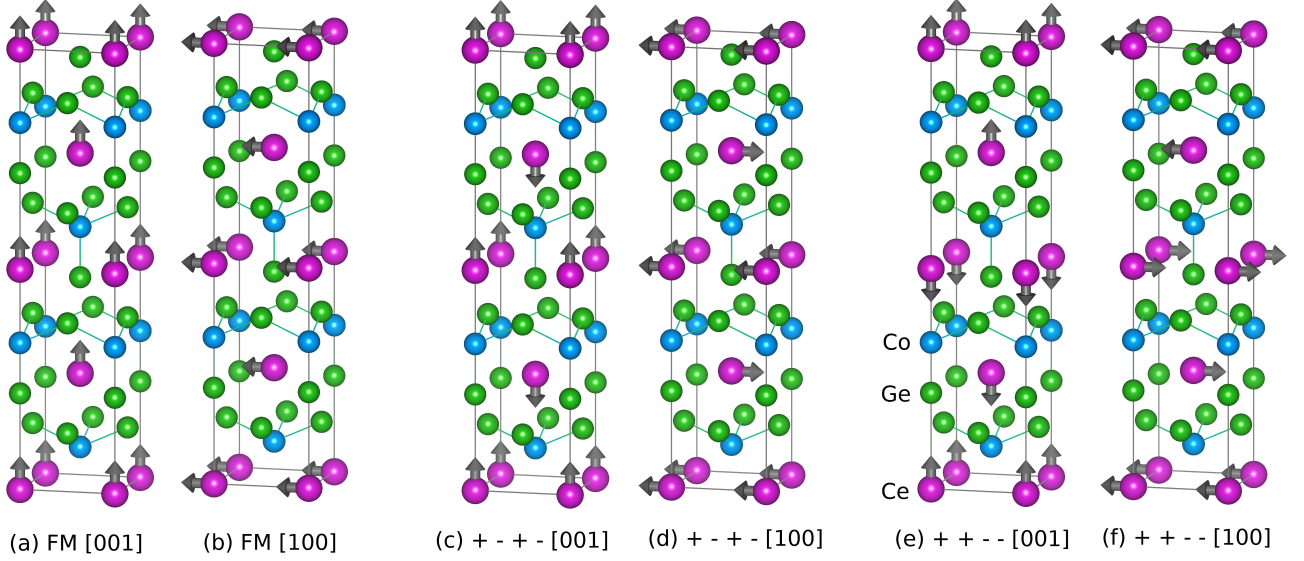 Co
Ge
Ce
(a) FM [001]
(b) FM [100]
(c) + - + - [001]
(d) + - + - [100]
(e) + + - - [001]
(f) + + - - [100]